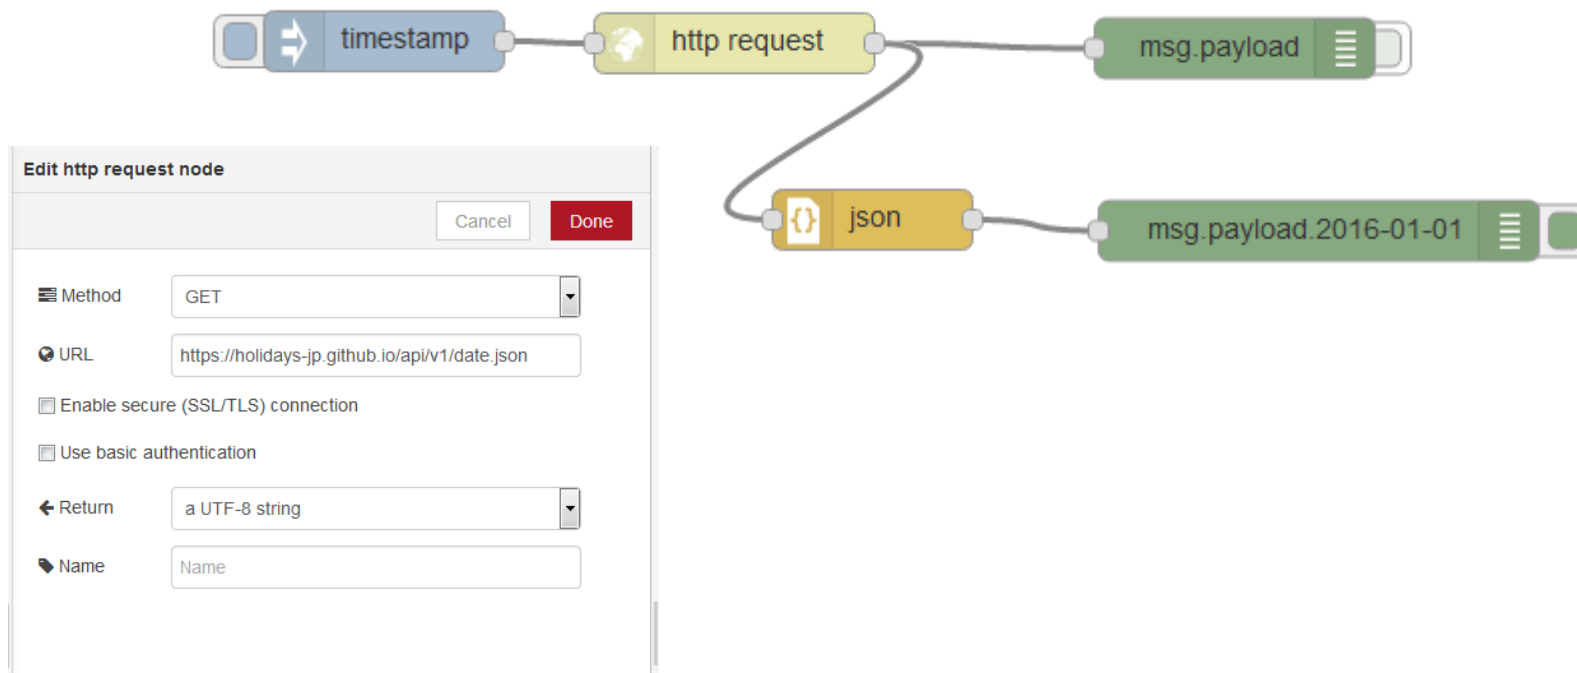 timestamp
http request
msg.payload
json
msg.payload.2016-01-01
Edit http request node
Cancel
Done
Method
GET
URL
https://holidays-jp.github.io/api/v1/date.json
Enable secure (SSL/TLS) connection
Use basic authentication
Return
a UTF-8 string
Name
Name